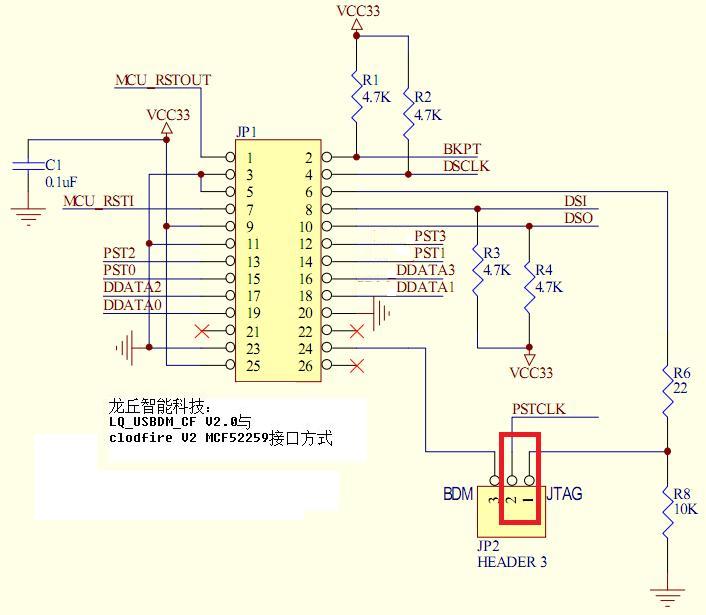 VCC33
MCU_RSTOUT
R1
4.7K
R2
4.7K
VCC33
JP1
BKPT
DSCLK
1 2
3 4
5 6
7 8
9 10
11 12
13 14
15 16
17 18
19 20
21 22
23 24
25 26
C1
0.1uF
MCU_RSTI
DSI
DSO
PST3
PST2
PST1
PST0
DDATA3
DDATA2
DDATA1
DDATA0
R3
4.7K
R4
4.7K
VCC33
R6
22
龙丘智能科技:
LQ_USBDM_CF V2.0与
clodfire V2 MCF52259接口方式
PSTCLK
BDM
3 2 1
JTAG
R8
10K
JP2
HEADER 3